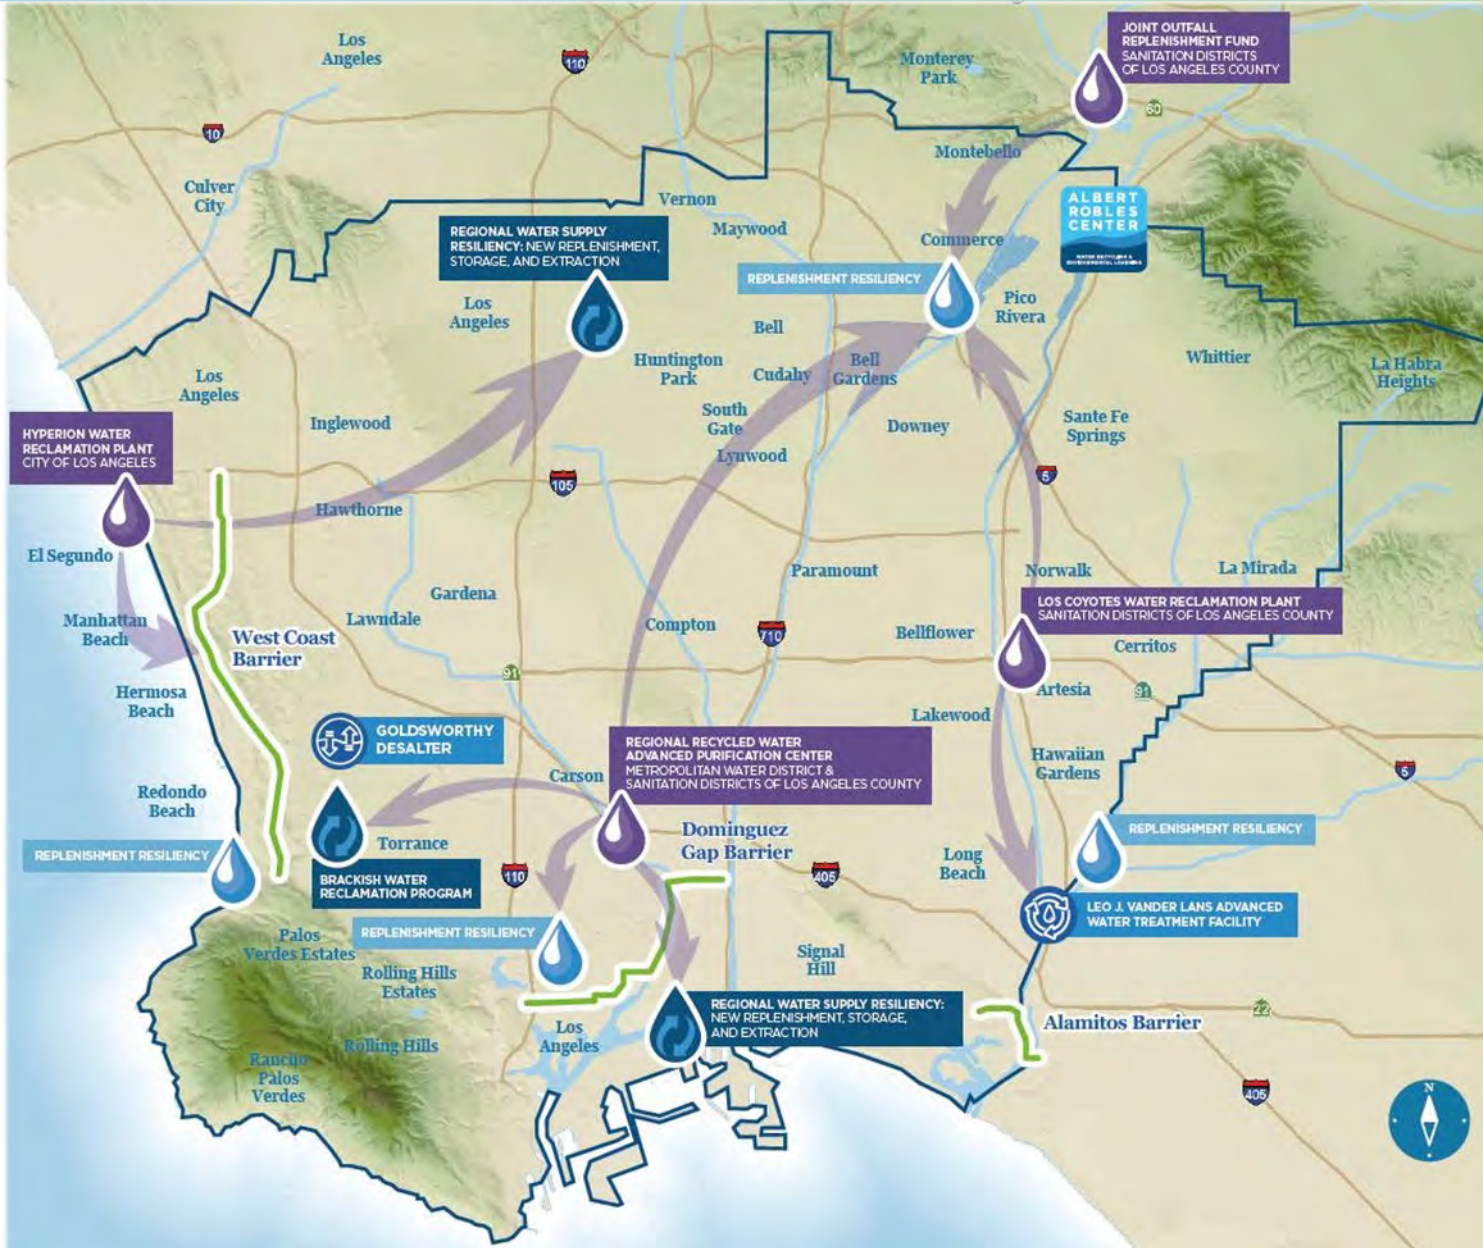 JOINT OUTFALL
REPLENISHMENT FUND
SANITATION DISTRICTS
OF LOS ANGELES COUNTY
Los
Angeles
110
Monterey
Park
60
10
Montebello
Culver
City
Vernon
ALBERT
ROBLES
CENTER
WATER RECYCLING &
ENVIRONMENTAL LEARNING
REGIONAL WATER SUPPLY
RESILIENCY: NEW REPLENISHMENT,
STORAGE, AND EXTRACTION
Maywood
Commerce
REPLENISHMENT RESILIENCY
Los
Angeles
Pico
Rivera
Bell
Huntington
Park
Cudahy
Bell
Gardens
Whittier
La Habra
Heights
Los
Angeles
Inglewood
South
Gate
Downey
Sante Fe
Springs
HYPERION WATER
RECLAMATION PLANT
CITY OF LOS ANGELES
Lynwood
105
5
Hawthorne
El Segundo
Paramount
Norwalk
La Mirada
Gardena
LOS COYOTES WATER RECLAMATION PLANT
SANITATION DISTRICTS OF LOS ANGELES COUNTY
Manhattan
Beach
Lawndale
West Coast
Barrier
Compton
710
Bellflower
Cerritos
91
Hermosa
Beach
Artesia
91
Lakewood
GOLDSWORTHY
DESALTER
REGIONAL RECYCLED WATER
ADVANCED PURIFICATION CENTER
METROPOLITAN WATER DISTRICT &
SANITATION DISTRICTS OF LOS ANGELES COUNTY
Hawaiian
Gardens
Carson
5
Redondo
Beach
Torrance
Dominguez
Gap Barrier
REPLENISHMENT RESILIENCY
REPLENISHMENT RESILIENCY
BRACKISH WATER
RECLAMATION PROGRAM
110
405
Long
Beach
LEO J. VANDER LANS ADVANCED
WATER TREATMENT FACILITY
Palos
Verdes Estates
REPLENISHMENT RESILIENCY
Rolling Hills
Estates
Signal
Hill
REGIONAL WATER SUPPLY RESILIENCY:
NEW REPLENISHMENT, STORAGE,
AND EXTRACTION
22
Alamitos Barrier
Los
Angeles
Rolling Hills
Rancho
Palos
Verdes
405
N